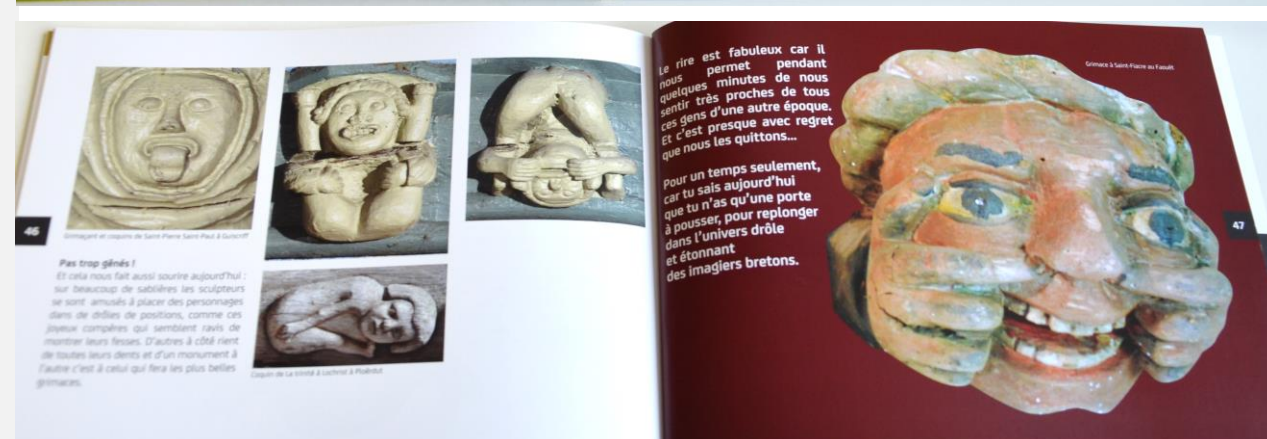 46
Grimaçant et coquins de Saint-Pierre Saint-Paul à Guiscriff
Pas trop gênés !
Et cela nous fait aussi sourire aujourd'hui :
sur beaucoup de sablières les sculpteurs
se sont amusés à placer des personnages
dans de drôles de positions, comme ces
joyeux compères qui semblent ravis de
montrer leurs fesses. D'autres à côté rient
de toutes leurs dents et d'un monument à
l'autre c'est à celui qui fera les plus belles
grimaces.
Coquin de La trinité à Lochrist à Ploërdut
Le rire est fabuleux car il
nous permet pendant
quelques minutes de nous
sentir très proches de tous
ces gens d'une autre époque.
Et c'est presque avec regret
que nous les quittons...
Pour un temps seulement,
car tu sais aujourd'hui
que tu n'as qu'une porte
à pousser, pour replonger
dans l'univers drôle
et étonnant
des imagiers bretons.
Grimace à Saint-Fiacre au Faouët
47